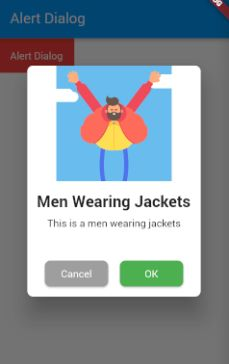 Alert Dialog
Alert Dialog
Men Wearing Jackets
This is a men wearing jackets
Cancel
OK